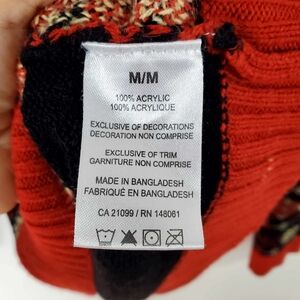 M/M
100% ACRYLIC
100% ACRYLIQUE
EXCLUSIVE OF DECORATIONS
DECORATION NON COMPRISE
EXCLUSIVE OF TRIM
GARNITURE NON COMPRISE
MADE IN BANGLADESH
FABRIQUÉ EN BANGLADESH
CA 21099 / RN 148061